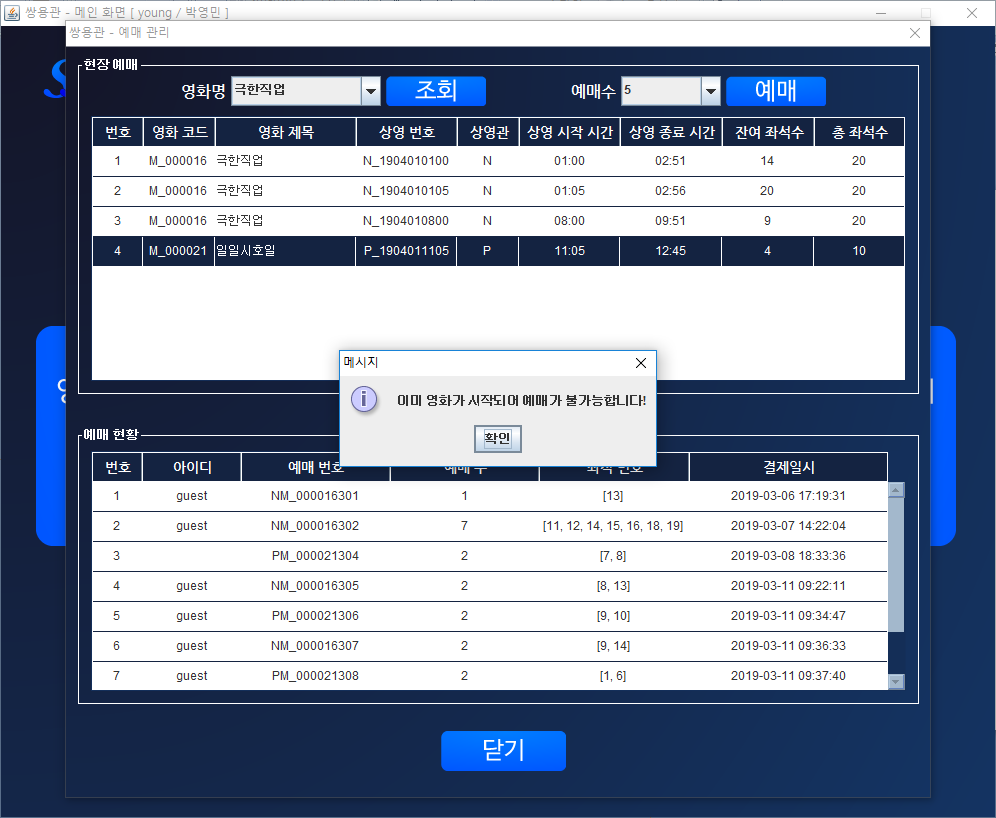 쌍용관 - 메인 화면 [ young / 박영민 ]
쌍용관 - 예매 관리
현장 예매
영화명 극한직업 조회 예매수 5 예매
번호 영화 코드 영화 제목 상영 번호 상영관 상영 시작 시간 상영 종료 시간 잔여 좌석수 총 좌석수
1 M_000016 극한직업 N_1904010100 N 01:00 02:51 14 20
2 M_000016 극한직업 N_1904010105 N 01:05 02:56 20 20
3 M_000016 극한직업 N_1904010800 N 08:00 09:51 9 20
4 M_000021 일일시호일 P_1904011105 P 11:05 12:45 4 10
메시지
이미 영화가 시작되어 예매가 불가능합니다!
확인
예매 현황
번호 아이디 예매 번호 예매 수 좌석 번호 결제일시
1 guest NM_000016301 1 [13] 2019-03-06 17:19:31
2 guest NM_000016302 7 [11, 12, 14, 15, 16, 18, 19] 2019-03-07 14:22:04
3 PM_000021304 2 [7, 8] 2019-03-08 18:33:36
4 guest NM_000016305 2 [8, 13] 2019-03-11 09:22:11
5 guest PM_000021306 2 [9, 10] 2019-03-11 09:34:47
6 guest NM_000016307 2 [9, 14] 2019-03-11 09:36:33
7 guest PM_000021308 2 [1, 6] 2019-03-11 09:37:40
닫기